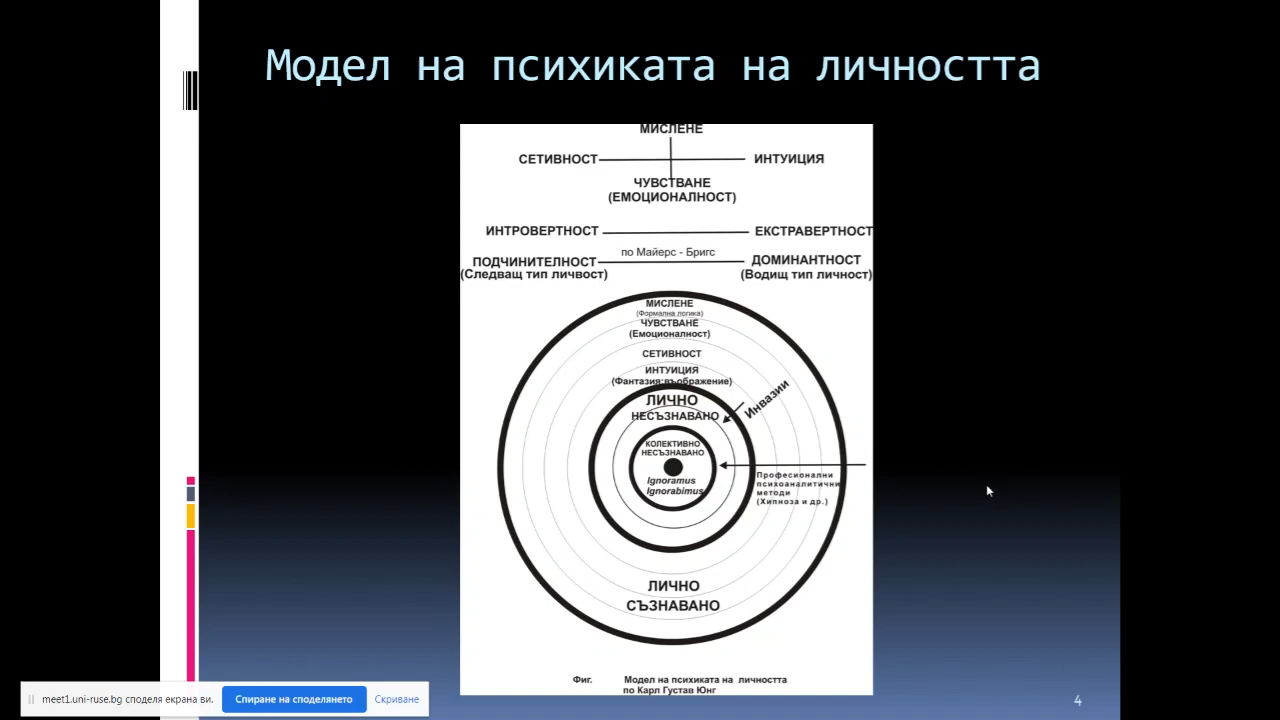 Модел на психиката на личността
МИСЛЕНЕ
СЕТИВНОСТ ИНТУИЦИЯ
ЧУВСТВАНЕ
(ЕМОЦИОНАЛНОСТ)
ИНТРОВЕРТНОСТ ЕКСТРАВЕРТНОСТ
по Майерс - Бригс
ПОДЧИНИТЕЛНОСТ ДОМИНАНТНОСТ
(Следващ тип личвост) (Водищ тип личност)
МИСЛЕНЕ
(Формална логика)
ЧУВСТВАНЕ
(Емоционалност)
СЕТИВНОСТ
ИНТУИЦИЯ
(Фантазия;въображение)
ЛИЧНО
НЕСЪЗНАВАНО
Инвазии
КОЛЕКТИВНО
НЕСЪЗНАВАНО
Ignoramus
Ignorabimus
Професионални
психоаналитични
методи
(Хипноза и др.)
ЛИЧНО
СЪЗНАВАНО
Фиг. Модел на психиката на личността
по Карл Густав Юнг
meet1.uni-ruse.bg споделя екрана ви. Спиране на споделянето Скриване
4